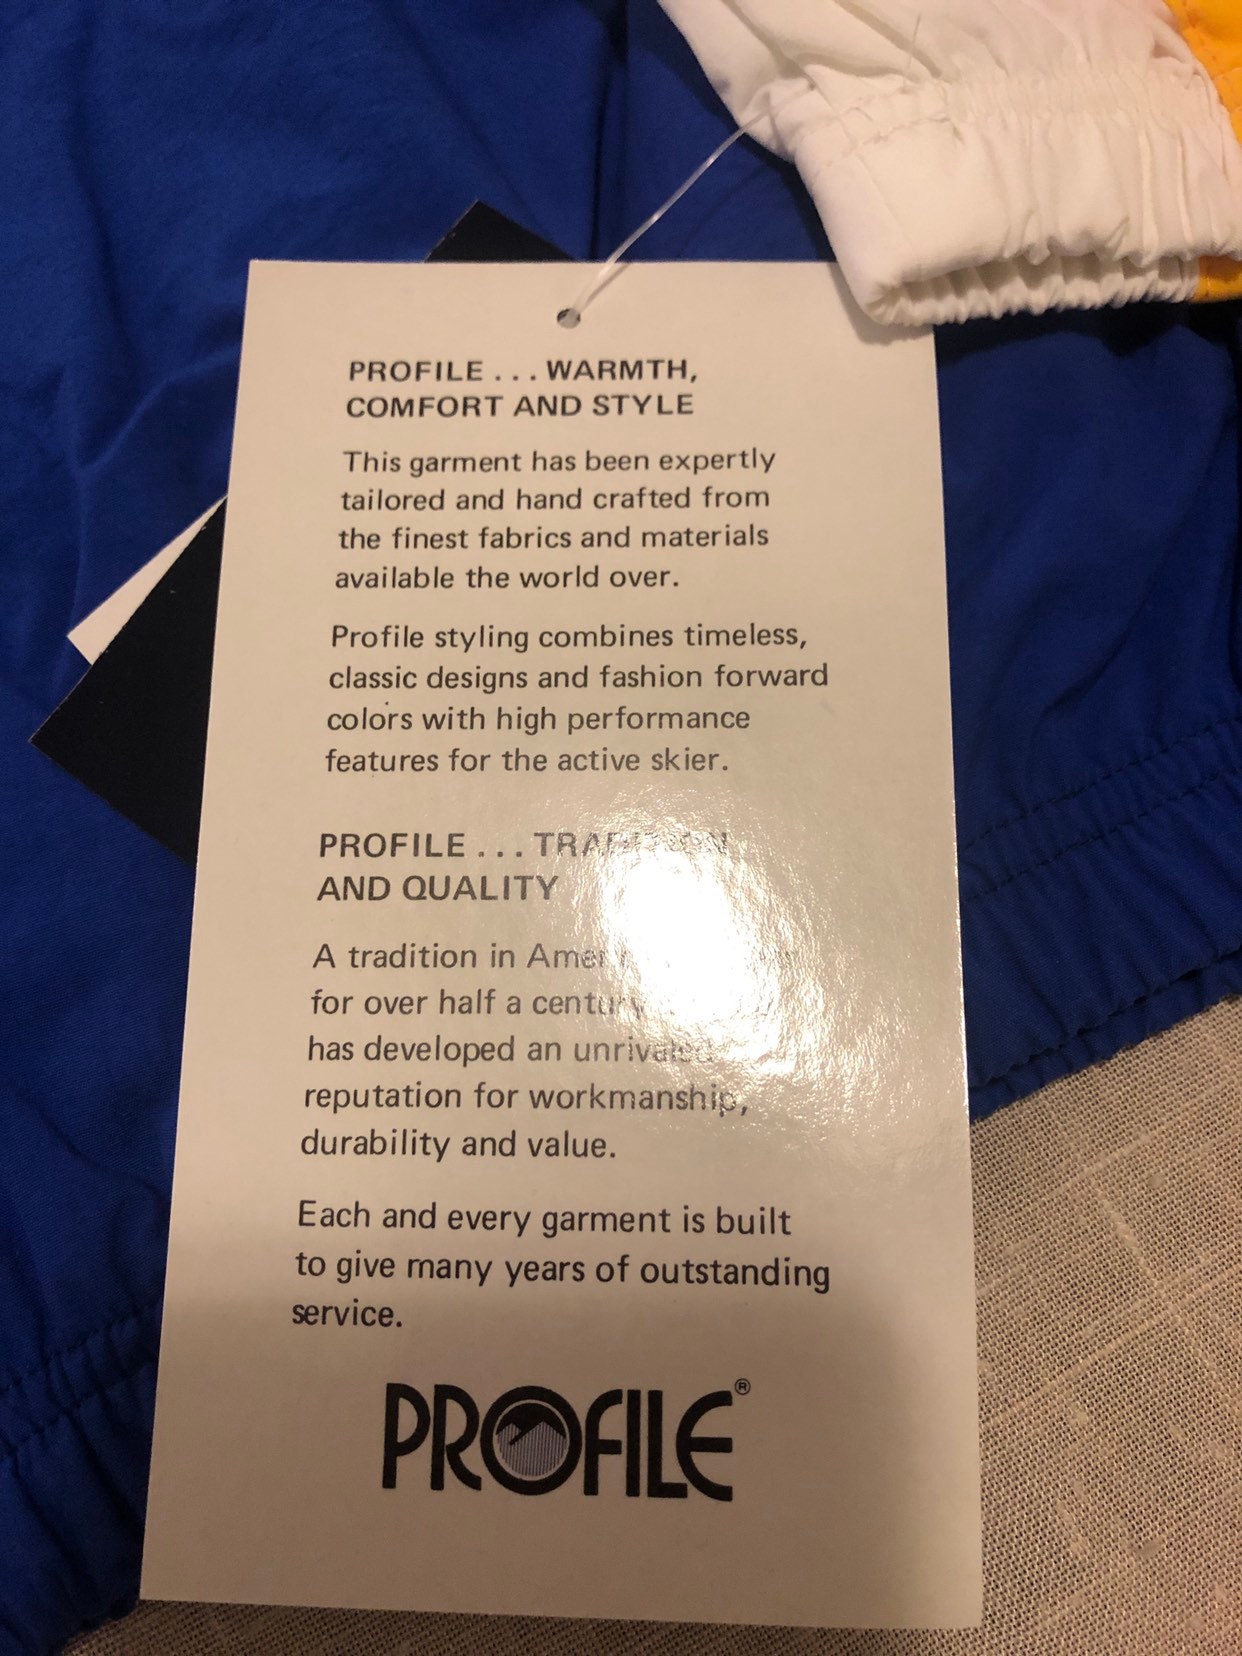 PROFILE . . . WARMTH,
COMFORT AND STYLE
This garment has been expertly
tailored and hand crafted from
the finest fabrics and materials
available the world over.
Profile styling combines timeless,
classic designs and fashion forward
colors with high performance
features for the active skier.
PROFILE . . . TRADITION
AND QUALITY
A tradition in
for over half a century
has developed an unrivaled
reputation for workmanship,
durability and value.
Each and every garment is built
to give many years of outstanding
service.
PROFILE®